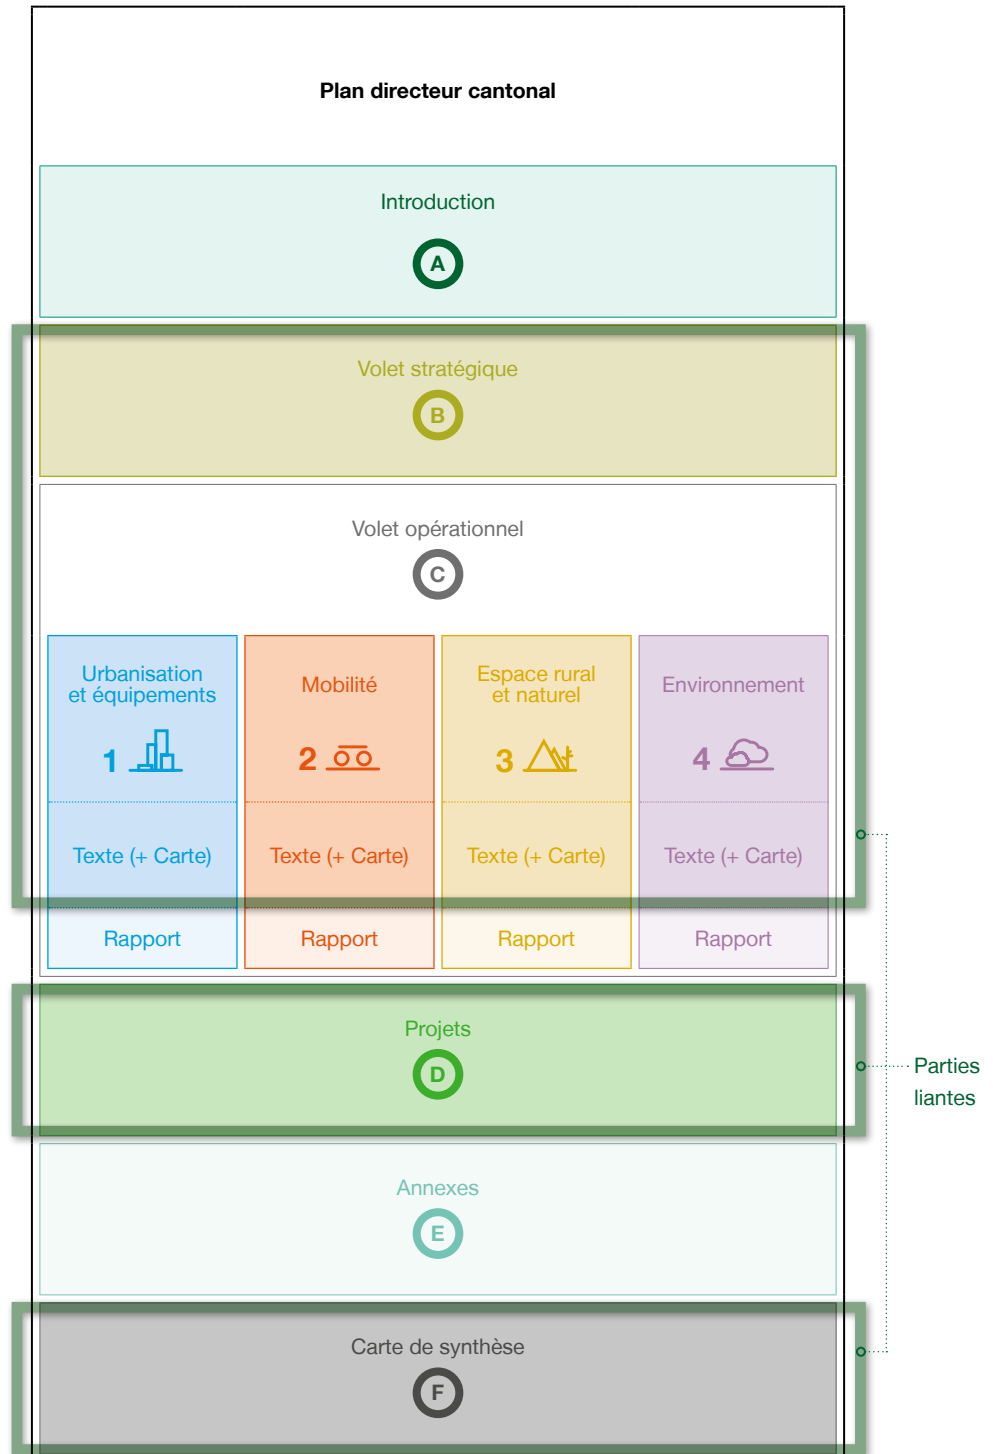 Plan directeur cantonal
Introduction
A
Volet stratégique
B
Volet opérationnel
C
Urbanisation
et équipements
1
Texte (+ Carte)
Rapport
Mobilité
2
Texte (+ Carte)
Rapport
Espace rural
et naturel
3
Texte (+ Carte)
Rapport
Environnement
4
Texte (+ Carte)
Rapport
Projets
D
Parties
liantes
Annexes
E
Carte de synthèse
F